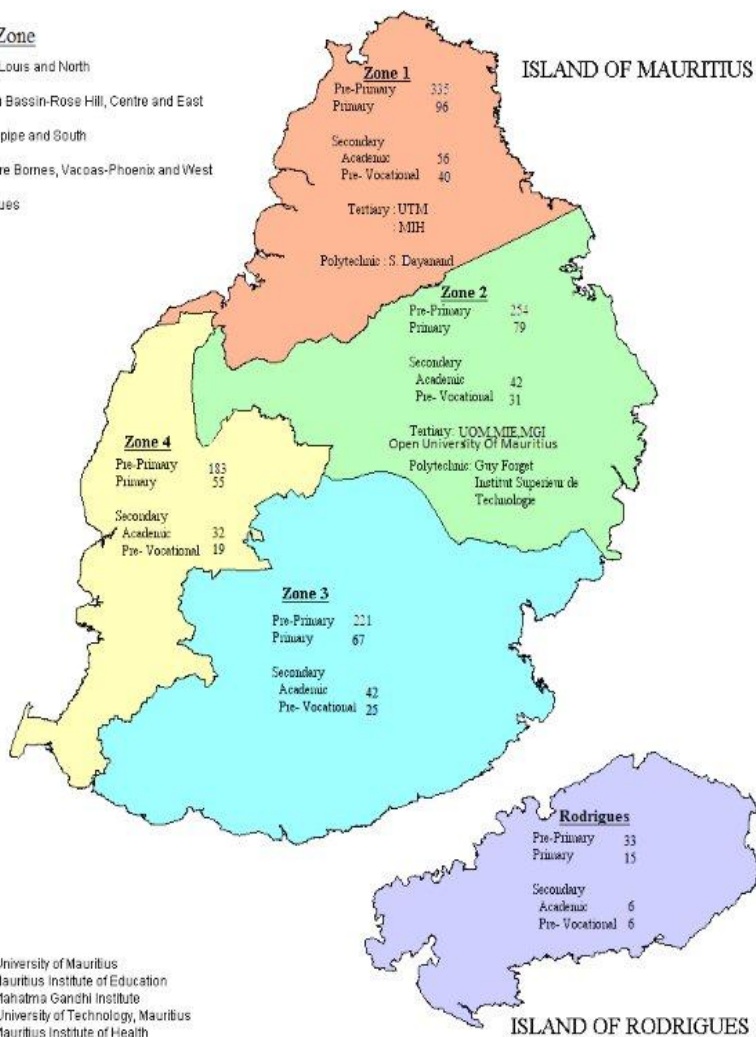 Zone
Louis and North
Bassin-Rose Hill, Centre and East
pipe and South
re Bornes, Vacoas-Phoenix and West
ues
ISLAND OF MAURITIUS
Zone 1
Pre-Primary 335
Primary 96
Secondary
Academic 56
Pre- Vocational 40
Tertiary : UTM
: MIH
Polytechnic : S. Dayanand
Zone 2
Pre-Primary 254
Primary 79
Secondary
Academic 42
Pre- Vocational 31
Tertiary: UOM,MIE,MGI
Open University Of Mauritius
Polytechnic: Guy Forget
Institut Superieur de
Technologie
Zone 4
Pre-Primary 183
Primary 55
Secondary
Academic 32
Pre- Vocational 19
Zone 3
Pre-Primary 221
Primary 67
Secondary
Academic 42
Pre- Vocational 25
Rodrigues
Pre-Primary 33
Primary 15
Secondary
Academic 6
Pre- Vocational 6
University of Mauritius
Mauritius Institute of Education
Mahatma Gandhi Institute
University of Technology, Mauritius
Mauritius Institute of Health
ISLAND OF RODRIGUES